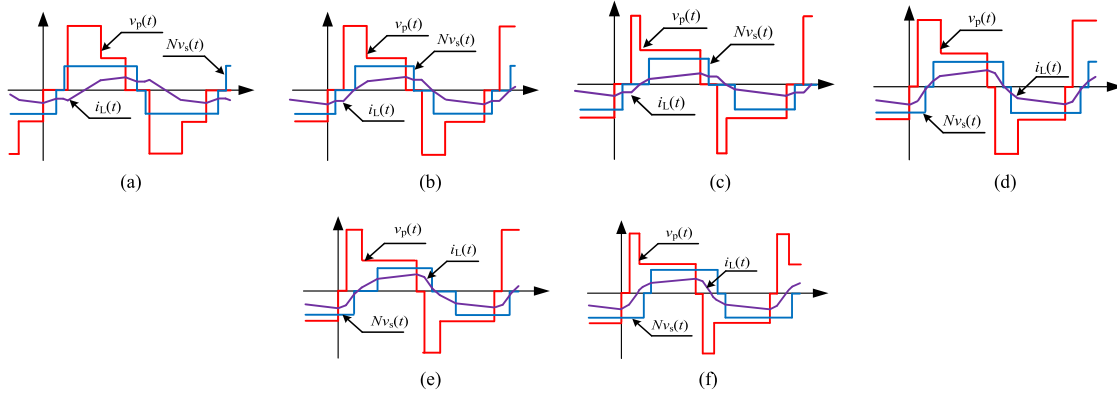 vp(t)
Nvs(t)
iL(t)
(a)
vp(t)
Nvs(t)
iL(t)
(b)
vp(t)
Nvs(t)
iL(t)
(c)
vp(t)
iL(t)
Nvs(t)
(d)
vp(t)
iL(t)
Nvs(t)
(e)
vp(t)
iL(t)
Nvs(t)
(f)